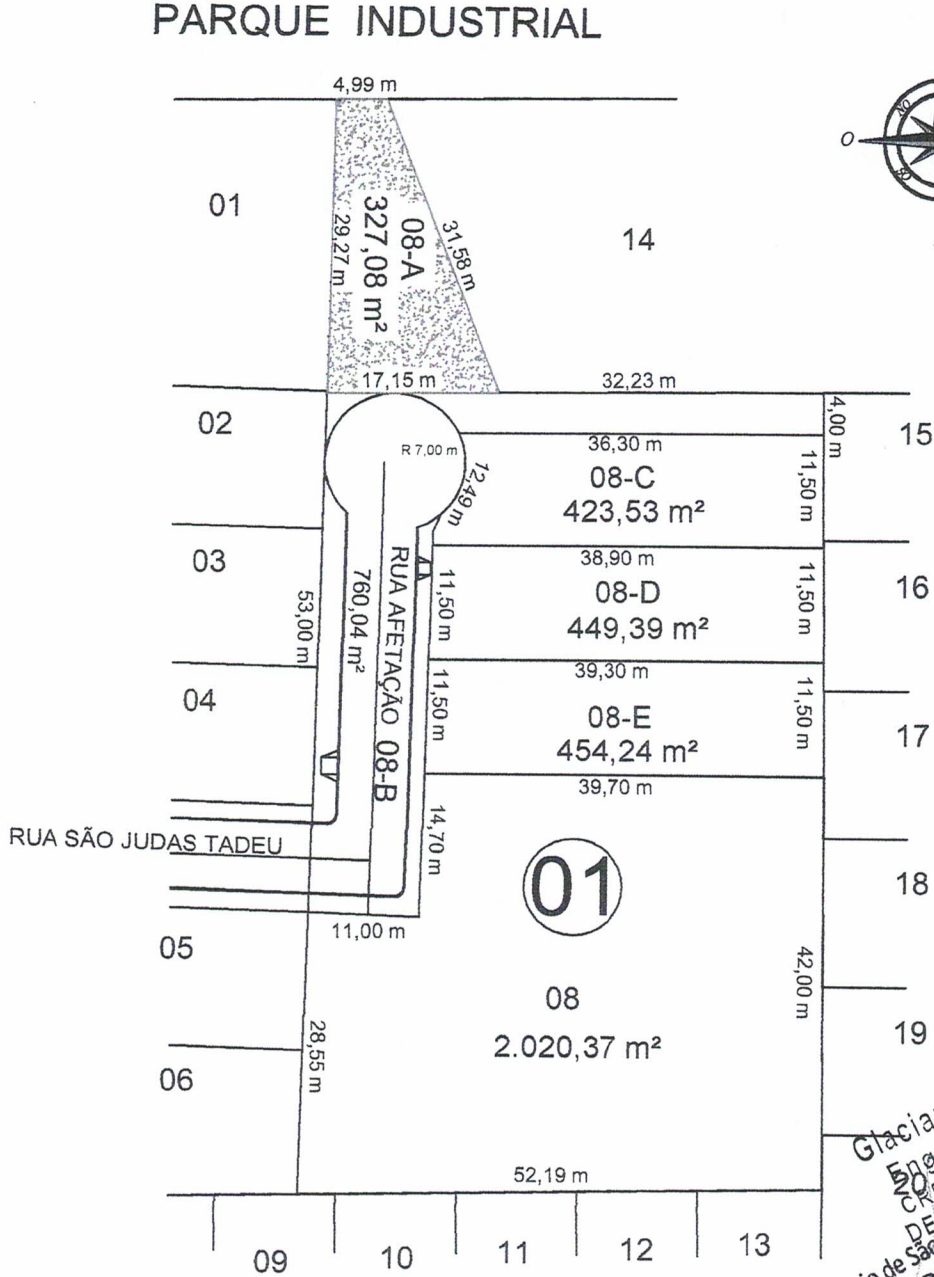 PARQUE INDUSTRIAL
4,99 m
NO
O
SO
01
29,27 m
327,08 m²
08-A
31,58 m
14
17,15 m
32,23 m
4,00 m
02
15
R 7,00 m
36,30 m
08-C
423,53 m²
11,50 m
12,49 m
03
38,90 m
08-D
449,39 m²
11,50 m
16
53,00 m
760,04 m²
RUA AFETAÇÃO 08-B
11,50 m
04
39,30 m
08-E
454,24 m²
11,50 m
11,50 m
17
39,70 m
14,70 m
RUA SÃO JUDAS TADEU
01
18
05
11,00 m
08
2.020,37 m²
42,00 m
19
28,55 m
06
52,19 m
20
09
10
11
12
13